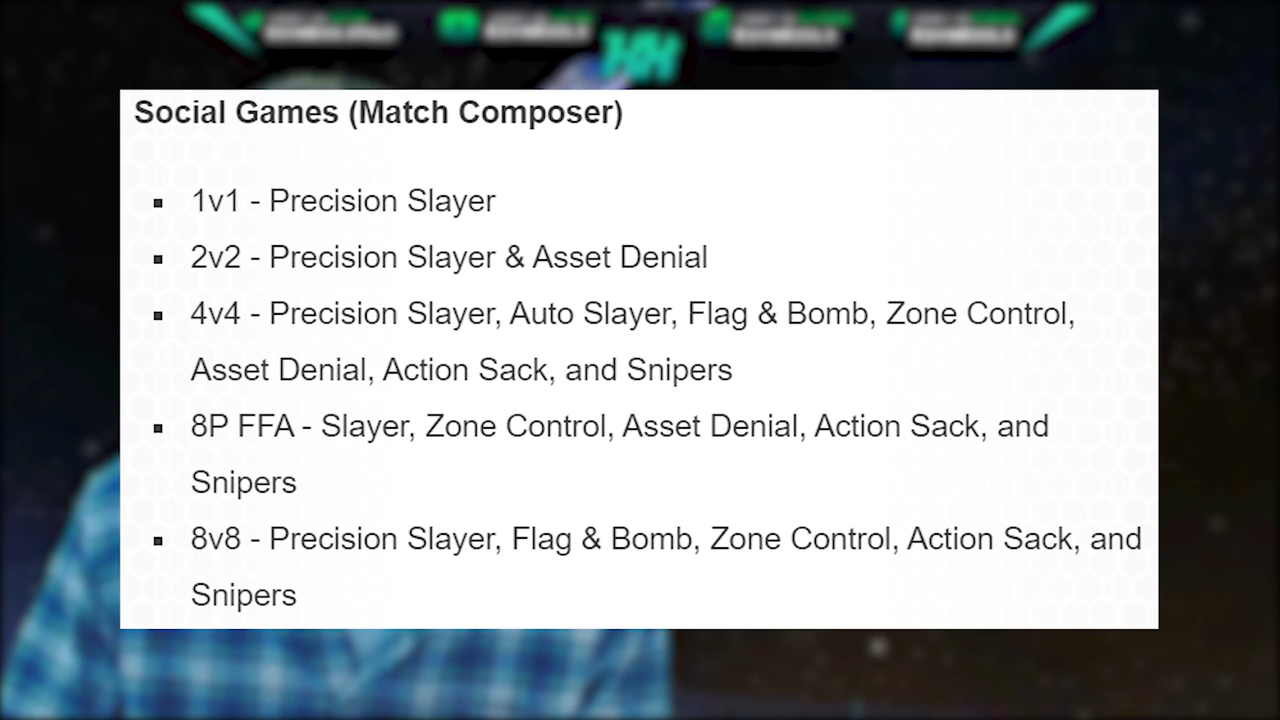 Social Games (Match Composer)
▪ 1v1 - Precision Slayer
▪ 2v2 - Precision Slayer & Asset Denial
▪ 4v4 - Precision Slayer, Auto Slayer, Flag & Bomb, Zone Control,
Asset Denial, Action Sack, and Snipers
▪ 8P FFA - Slayer, Zone Control, Asset Denial, Action Sack, and
Snipers
▪ 8v8 - Precision Slayer, Flag & Bomb, Zone Control, Action Sack, and
Snipers